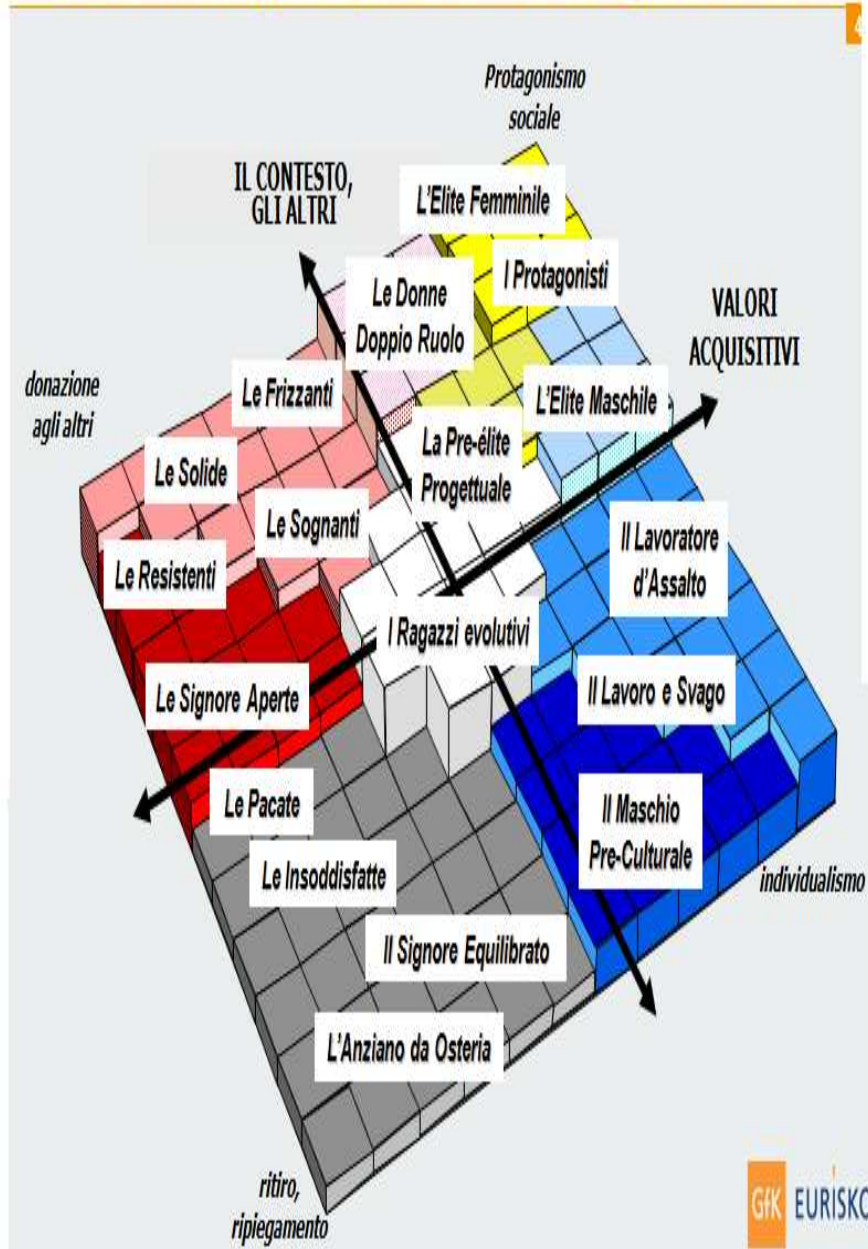 4
Protagonismo
sociale
IL CONTESTO,
GLI ALTRI
L'Elite Femminile
I Protagonisti
Le Donne
Doppio Ruolo
VALORI
ACQUISITIVI
donazione
agli altri
Le Frizzanti
L'Elite Maschile
La Pre-élite
Progettuale
Le Solide
Le Sognanti
Il Lavoratore
d'Assalto
Le Resistenti
I Ragazzi evolutivi
Le Signore Aperte
Il Lavoro e Svago
Le Pacate
Il Maschio
Pre-Culturale
Le Insoddisfatte
individualismo
Il Signore Equilibrato
L'Anziano da Osteria
ritiro,
ripiegamento
GfK EURISKO